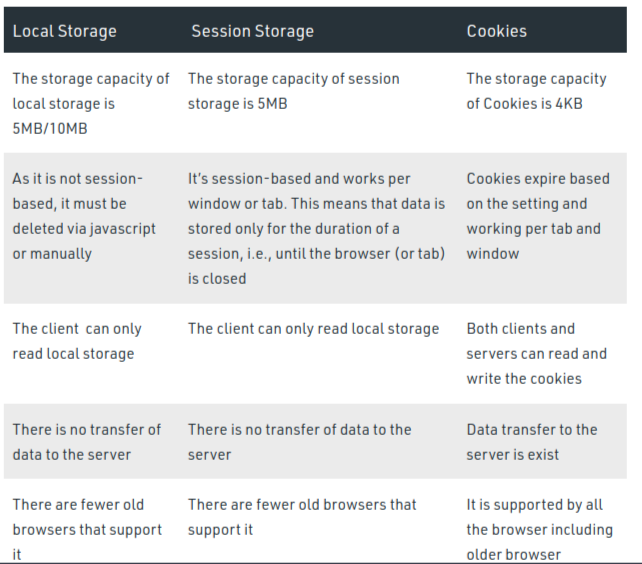 Local Storage
Session Storage
Cookies
The storage capacity of
local storage is
5MB/10MB
The storage capacity of session
storage is 5MB
The storage capacity
of Cookies is 4KB
As it is not session-
based, it must be
deleted via javascript
or manually
It's session-based and works per
window or tab. This means that data is
stored only for the duration of a
session, i.e., until the browser (or tab)
is closed
Cookies expire based
on the setting and
working per tab and
window
The client can only
read local storage
The client can only read local storage
Both clients and
servers can read and
write the cookies
There is no transfer of
data to the server
There is no transfer of data to the
server
Data transfer to the
server is exist
There are fewer old
browsers that support
it
There are fewer old browsers that
support it
It is supported by all
the browser including
older browser